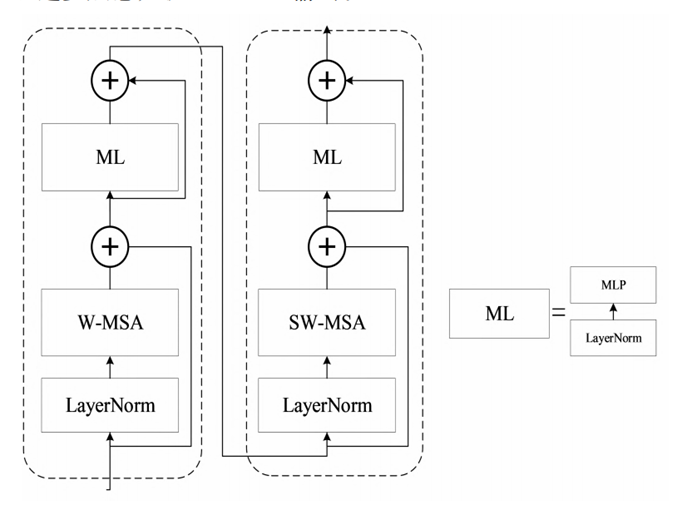 +
+
ML
ML
+
+
W-MSA
SW-MSA
LayerNorm
LayerNorm
ML
=
MLP
LayerNorm